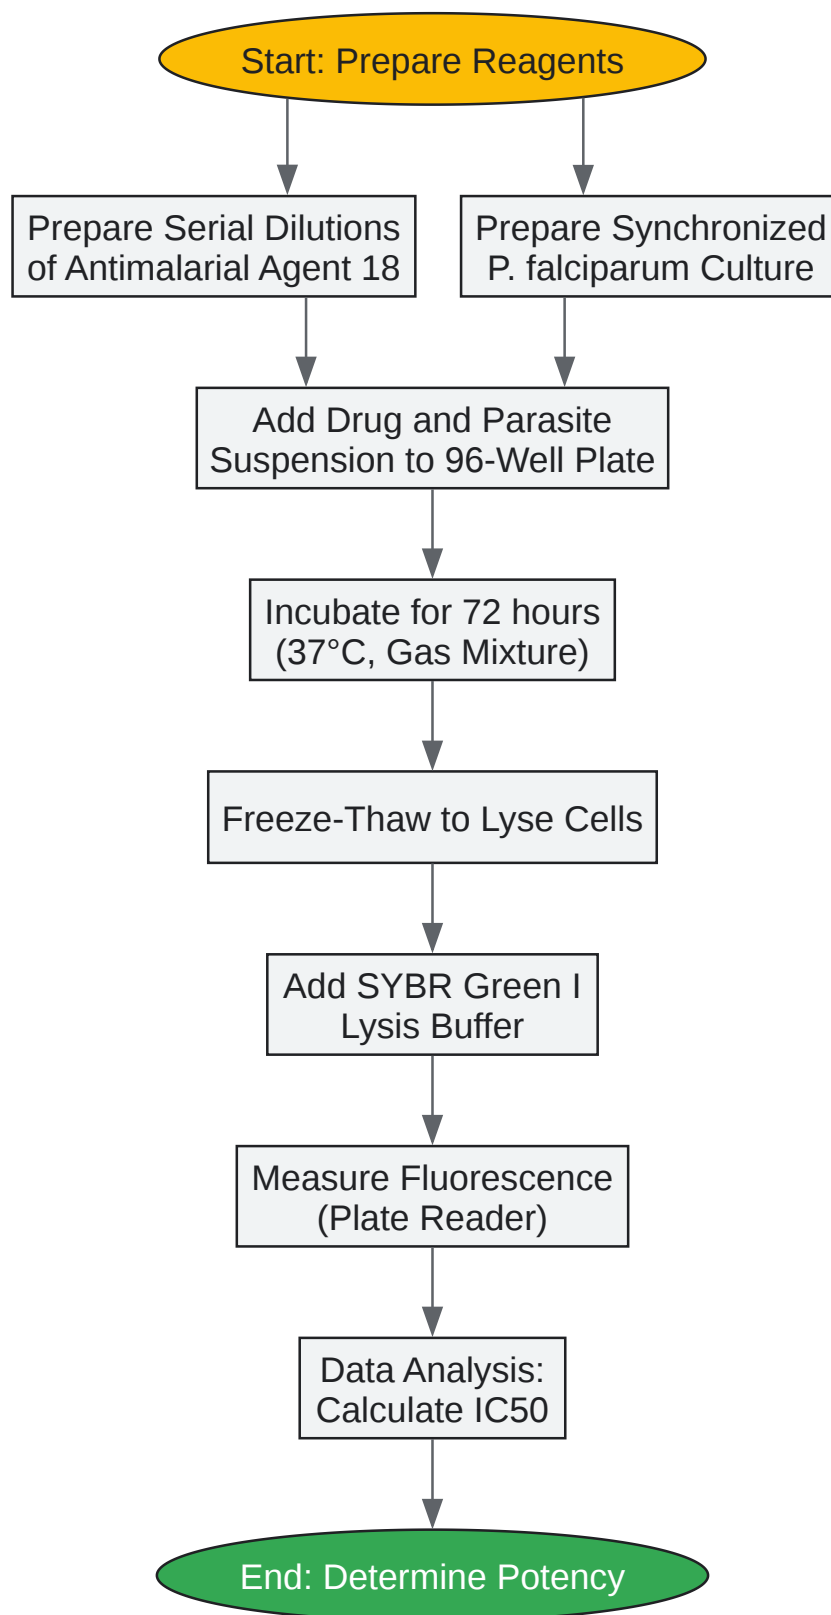 Start: Prepare Reagents
Prepare Serial Dilutions
of Antimalarial Agent 18
Prepare Synchronized
P. falciparum Culture
Add Drug and Parasite
Suspension to 96-Well Plate
Incubate for 72 hours
(37°C, Gas Mixture)
Freeze-Thaw to Lyse Cells
Add SYBR Green I
Lysis Buffer
Measure Fluorescence
(Plate Reader)
Data Analysis:
Calculate IC50
End: Determine Potency